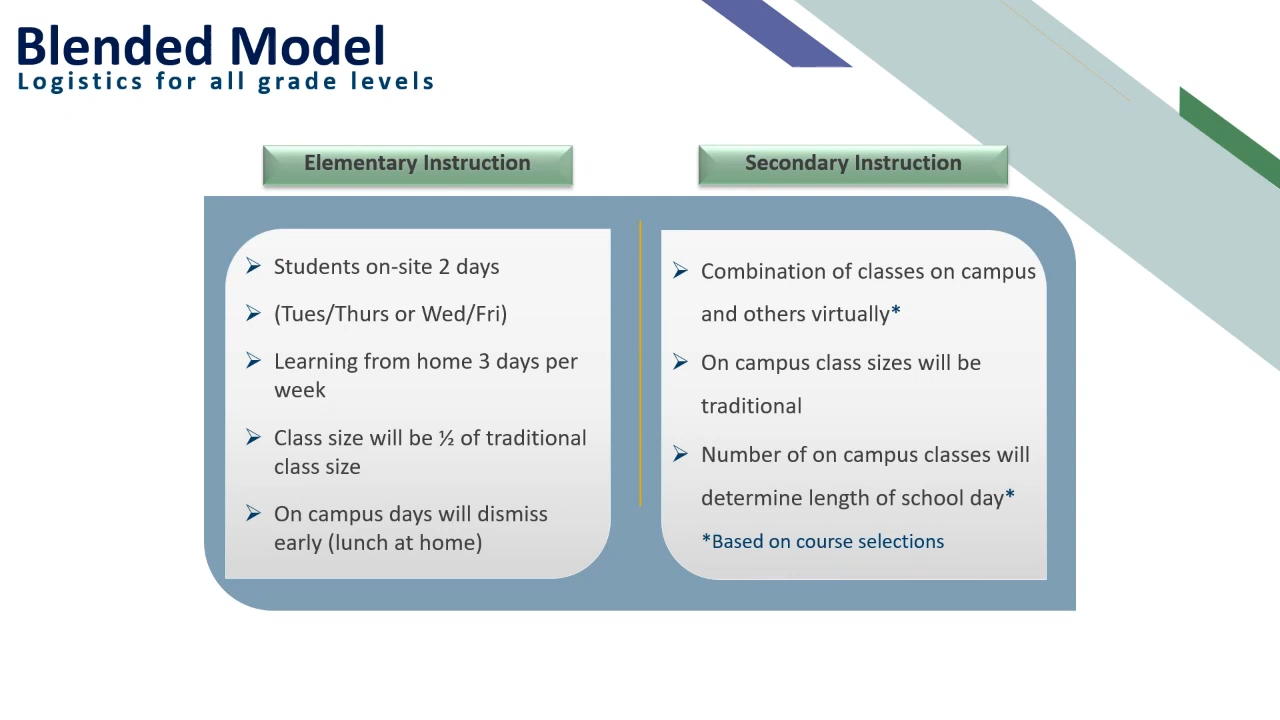 Blended Model
Logistics for all grade levels
Elementary Instruction
Students on-site 2 days
(Tues/Thurs or Wed/Fri)
Learning from home 3 days per
week
Class size will be ½ of traditional
class size
On campus days will dismiss
early (lunch at home)
Secondary Instruction
Combination of classes on campus
and others virtually*
On campus class sizes will be
traditional
Number of on campus classes will
determine length of school day*
*Based on course selections